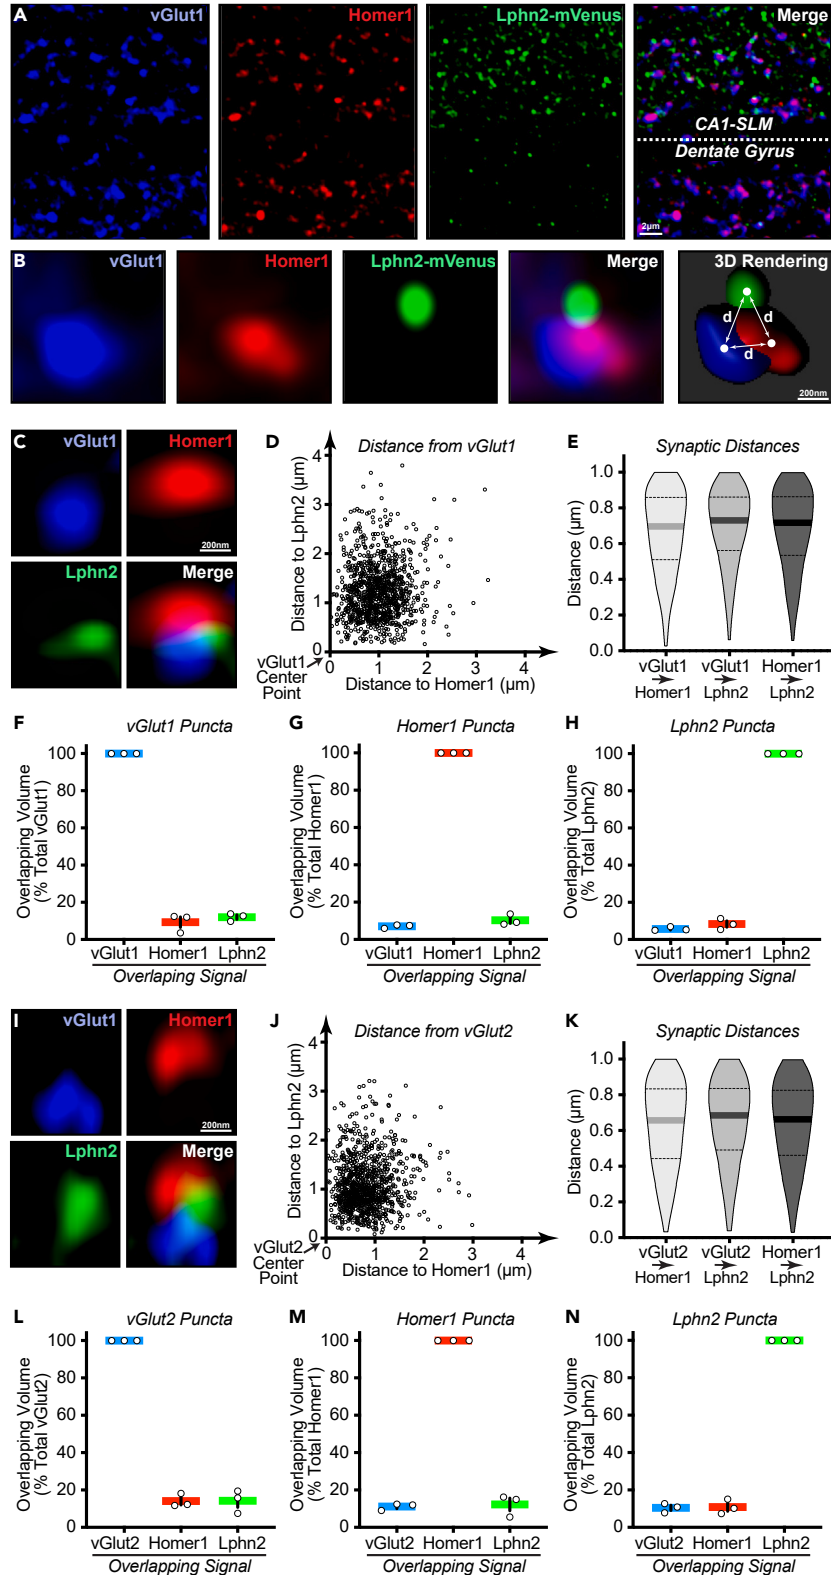 A
vGlut1
Homer1
Lphn2-mVenus
Merge
CA1-SLM
Dentate Gyrus
2µm
B
vGlut1
Homer1
Lphn2-mVenus
Merge
3D Rendering
d
d
d
200nm
C
vGlut1
Homer1
200nm
Lphn2
Merge
D
Distance from vGlut1
Distance to Lphn2 (µm)
4
3
2
1
0
0
1
2
3
4
vGlut1
Center
Point
Distance to Homer1 (µm)
E
Synaptic Distances
Distance (µm)
1.0
0.8
0.6
0.4
0.2
0.0
vGlut1
Homer1
vGlut1
Lphn2
Homer1
Lphn2
F
vGlut1 Puncta
Overlapping Volume
(% Total vGlut1)
100
80
60
40
20
0
vGlut1 Homer1 Lphn2
Overlaping Signal
G
Homer1 Puncta
Overlapping Volume
(% Total Homer1)
100
80
60
40
20
0
vGlut1 Homer1 Lphn2
Overlapping Signal
H
Lphn2 Puncta
Overlapping Volume
(% Total Lphn2)
100
80
60
40
20
0
vGlut1 Homer1 Lphn2
Overlapping Signal
I
vGlut1
Homer1
200nm
Lphn2
Merge
J
Distance from vGlut2
Distance to Lphn2 (µm)
4
3
2
1
0
0
1
2
3
4
vGlut2
Center
Point
Distance to Homer1 (µm)
K
Synaptic Distances
Distance (µm)
1.0
0.8
0.6
0.4
0.2
0.0
vGlut2
Homer1
vGlut2
Lphn2
Homer1
Lphn2
L
vGlut2 Puncta
Overlapping Volume
(% Total vGlut2)
100
80
60
40
20
0
vGlut2 Homer1 Lphn2
Overlapping Signal
M
Homer1 Puncta
Overlapping Volume
(% Total Homer1)
100
80
60
40
20
0
vGlut2 Homer1 Lphn2
Overlapping Signal
N
Lphn2 Puncta
Overlapping Volume
(% Total Lphn2)
100
80
60
40
20
0
vGlut2 Homer1 Lphn2
Overlapping Signal